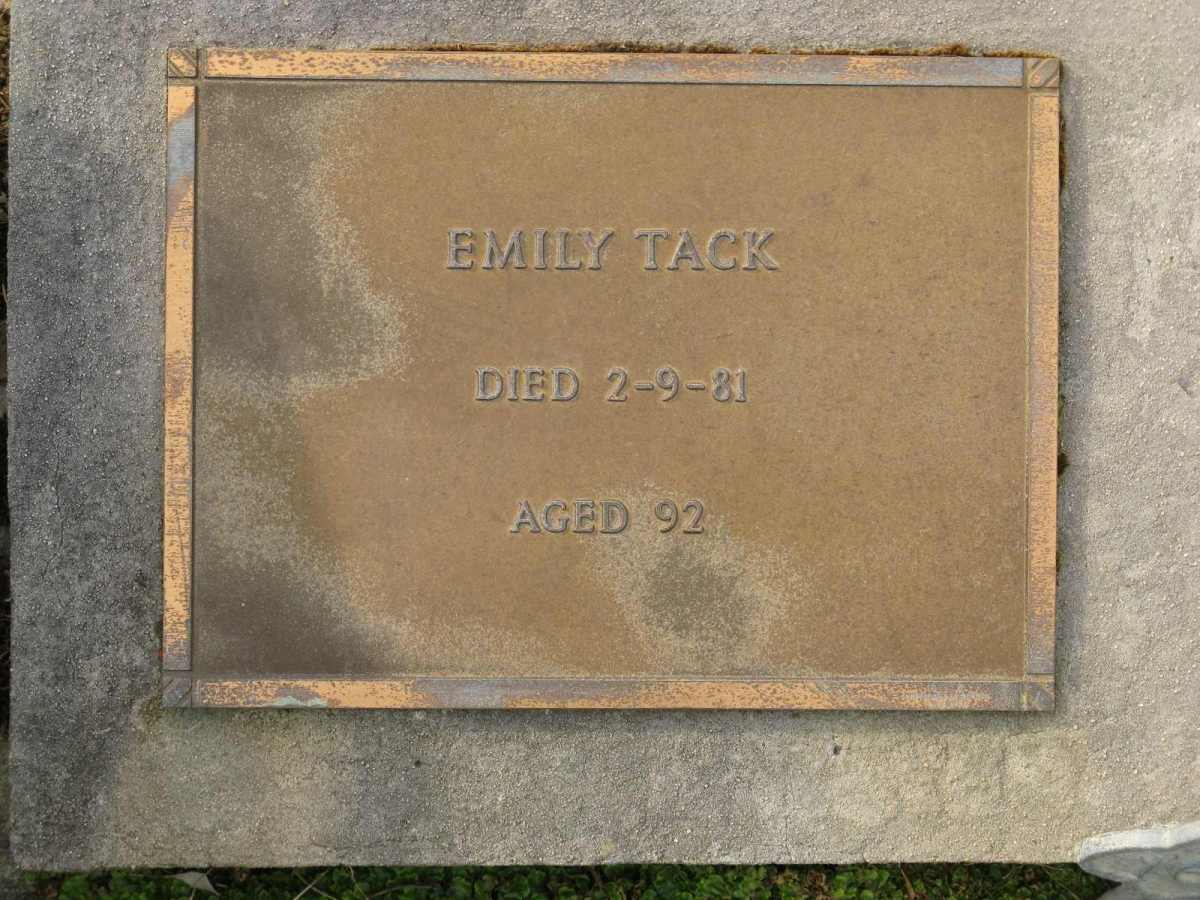 EMILY TACK
DIED 2-9-81
AGED 92